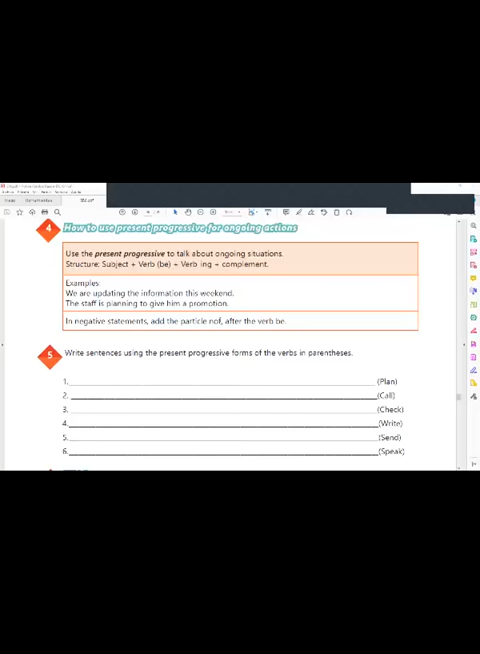 4 How to use present progressive for ongoing actions
Use the present progressive to talk about ongoing situations.
Structure: Subject + Verb (be) + Verb ing + complement.
Examples:
We are updating the information this weekend.
The staff is planning to give him a promotion.
In negative statements, add the particle nof, after the verb be.
5 Write sentences using the present progressive forms of the verbs in parentheses.
1. (Plan)
2. (Call)
3. (Check)
4. (Write)
5. (Send)
6. (Speak)